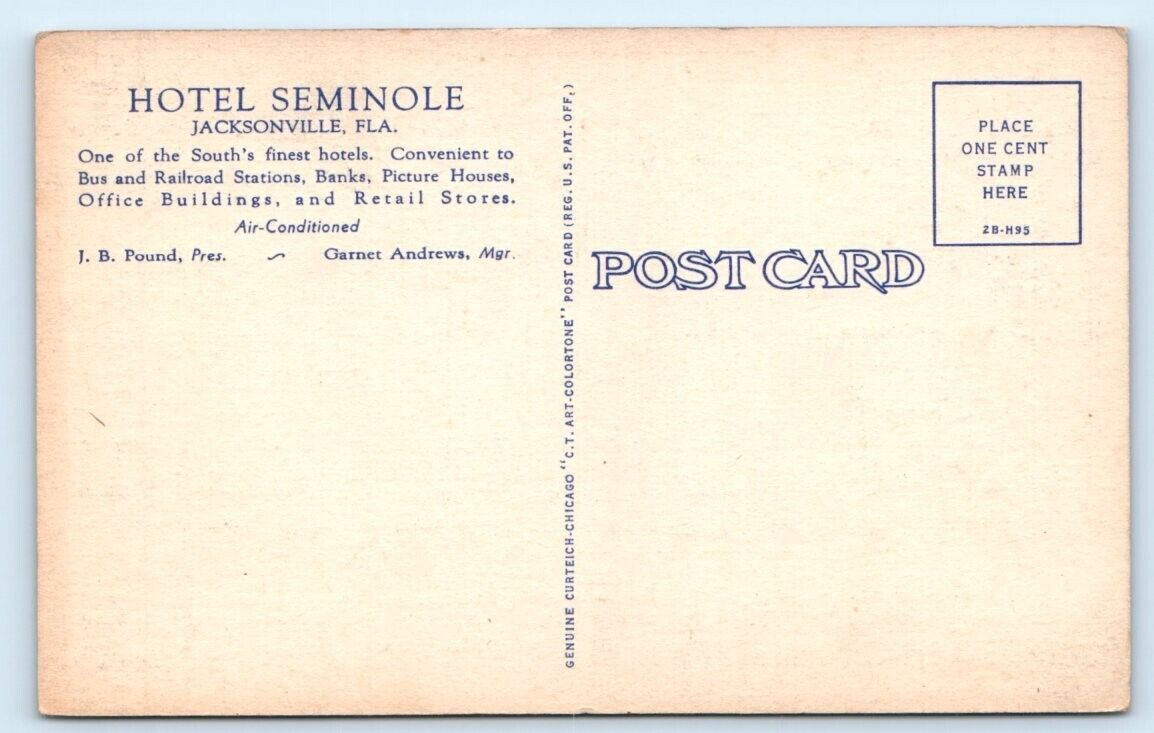 HOTEL SEMINOLE
JACKSONVILLE, FLA.
One of the South's finest hotels. Convenient to
Bus and Railroad Stations, Banks, Picture Houses,
Office Buildings, and Retail Stores.
Air-Conditioned
J. B. Pound, Pres. ~ Garnet Andrews, Mgr.
GENUINE CURTEICH-CHICAGO "C.T. ART-COLORTONE" POST CARD (REG. U.S. PAT. OFF.)
PLACE
ONE CENT
STAMP
HERE
2B-H95
POST CARD